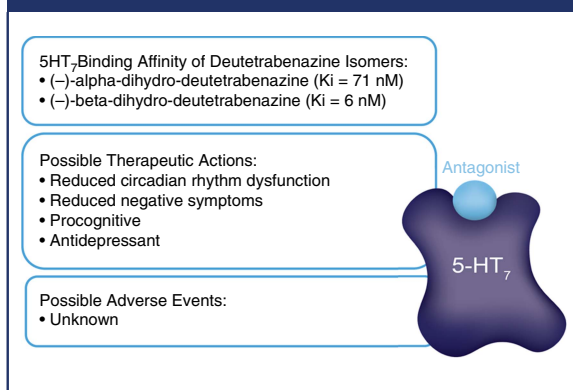 5HT₇Binding Affinity of Deutetrabenazine Isomers:
• (–)-alpha-dihydro-deutetrabenazine (Ki = 71 nM)
• (–)-beta-dihydro-deutetrabenazine (Ki = 6 nM)
Possible Therapeutic Actions:
• Reduced circadian rhythm dysfunction
• Reduced negative symptoms
• Procognitive
• Antidepressant
Antagonist
5-HT₇
Possible Adverse Events:
• Unknown